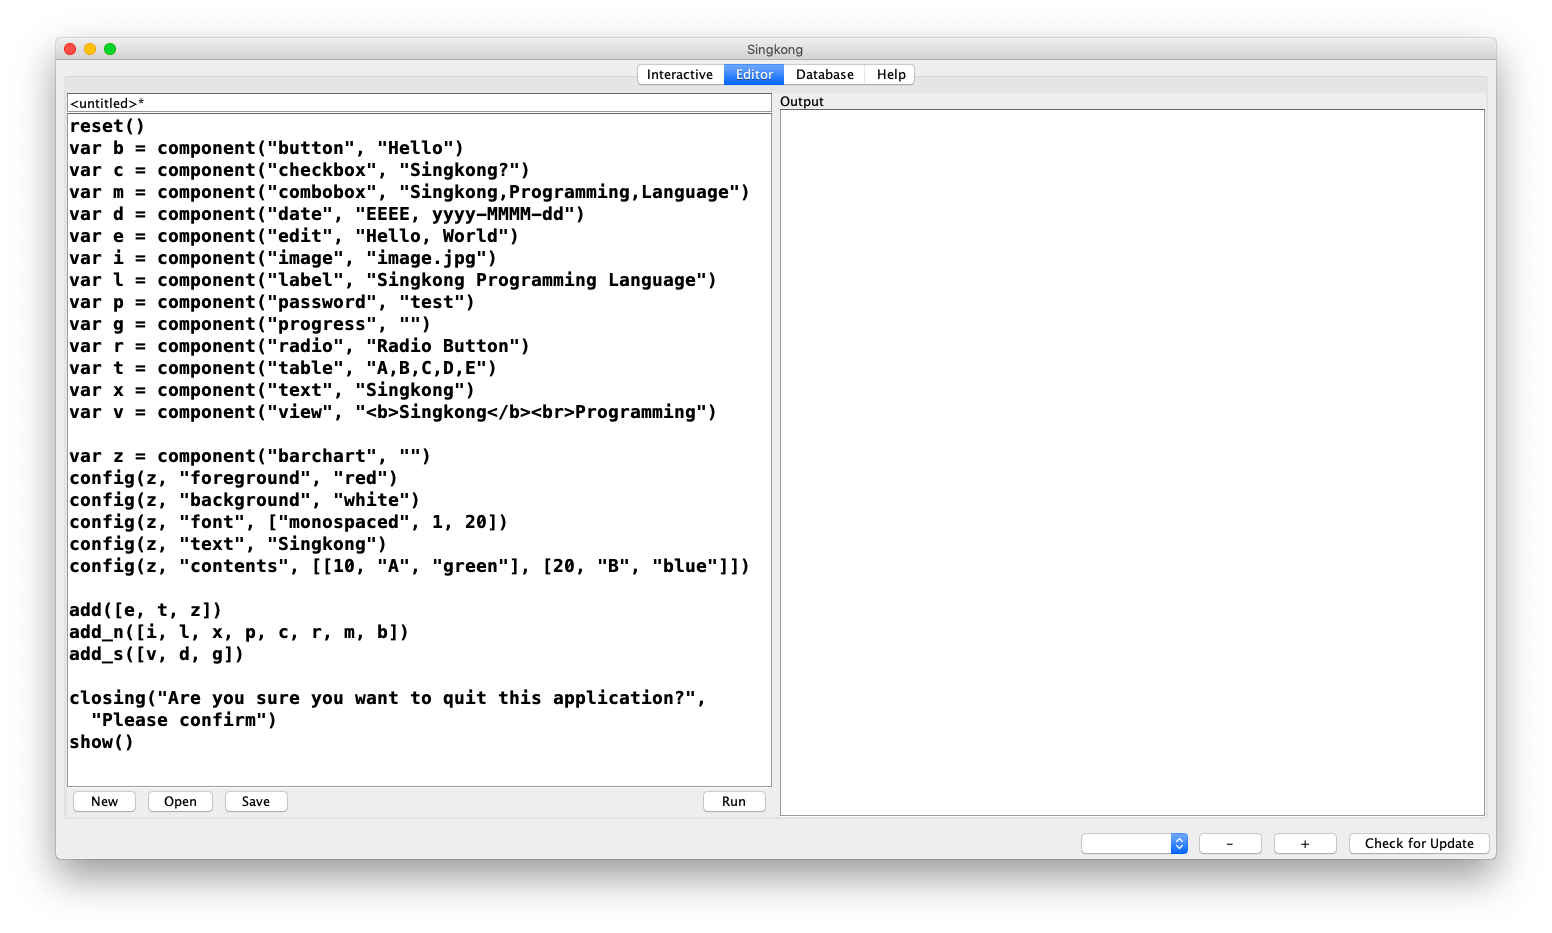 Singkong
Interactive Editor Database Help
<untitled>*
Output
reset()
var b = component("button", "Hello")
var c = component("checkbox", "Singkong?")
var m = component("combobox", "Singkong,Programming,Language")
var d = component("date", "EEEE, yyyy-MMMM-dd")
var e = component("edit", "Hello, World")
var i = component("image", "image.jpg")
var l = component("label", "Singkong Programming Language")
var p = component("password", "test")
var g = component("progress", "")
var r = component("radio", "Radio Button")
var t = component("table", "A,B,C,D,E")
var x = component("text", "Singkong")
var v = component("view", "<b>Singkong</b><br>Programming")
var z = component("barchart", "")
config(z, "foreground", "red")
config(z, "background", "white")
config(z, "font", ["monospaced", 1, 20])
config(z, "text", "Singkong")
config(z, "contents", [[10, "A", "green"], [20, "B", "blue"]])
add([e, t, z])
add_n([i, l, x, p, c, r, m, b])
add_s([v, d, g])
closing("Are you sure you want to quit this application?",
"Please confirm")
show()
New Open Save Run
- + Check for Update